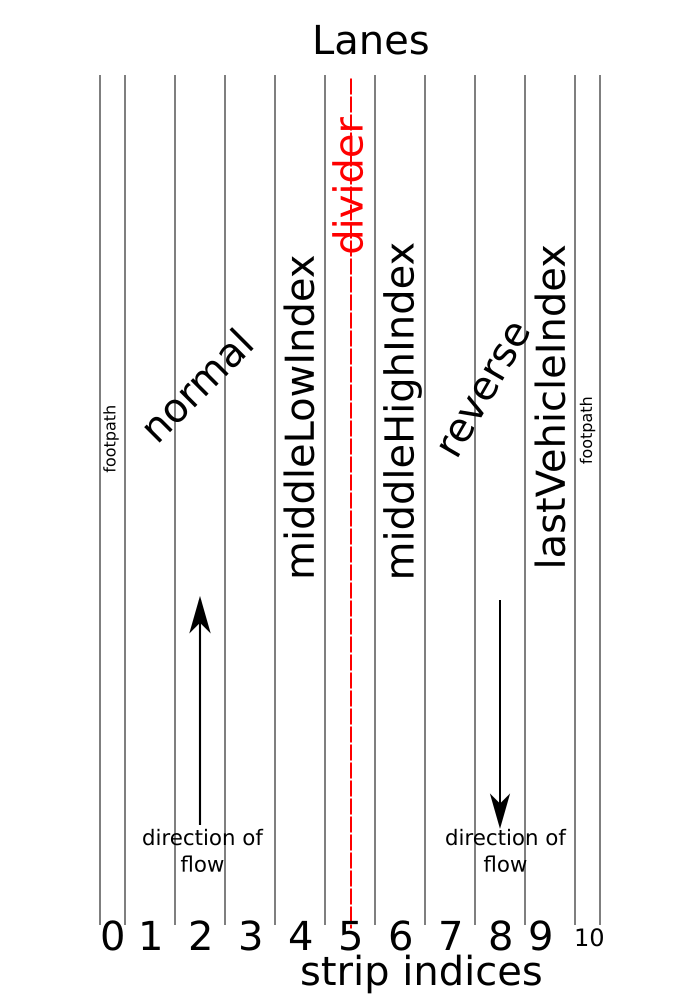 Lanes
divider
normal
middleLowIndex
middleHighIndex
reverse
lastVehicleIndex
footpath
footpath
direction of
flow
direction of
flow
0 1 2 3 4 5 6 7 8 9 10
strip indices